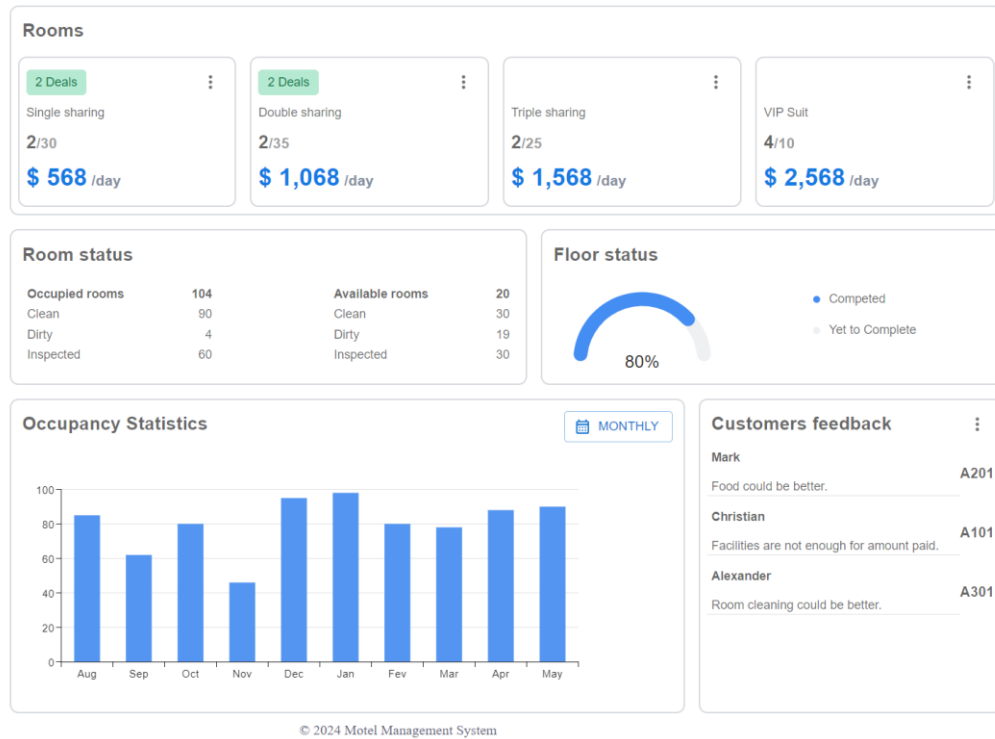 Rooms
2 Deals
Single sharing
2/30
$ 568 /day
2 Deals
Double sharing
2/35
$ 1,068 /day
Triple sharing
2/25
$ 1,568 /day
VIP Suit
4/10
$ 2,568 /day
Room status
Occupied rooms 104
Clean 90
Dirty 4
Inspected 60
Available rooms 20
Clean 30
Dirty 19
Inspected 30
Floor status
80%
Competed
Yet to Complete
Occupancy Statistics
MONTHLY
100
80
60
40
20
0
Aug Sep Oct Nov Dec Jan Fev Mar Apr May
Customers feedback
Mark
Food could be better.
A201
Christian
Facilities are not enough for amount paid.
A101
Alexander
Room cleaning could be better.
A301
© 2024 Motel Management System